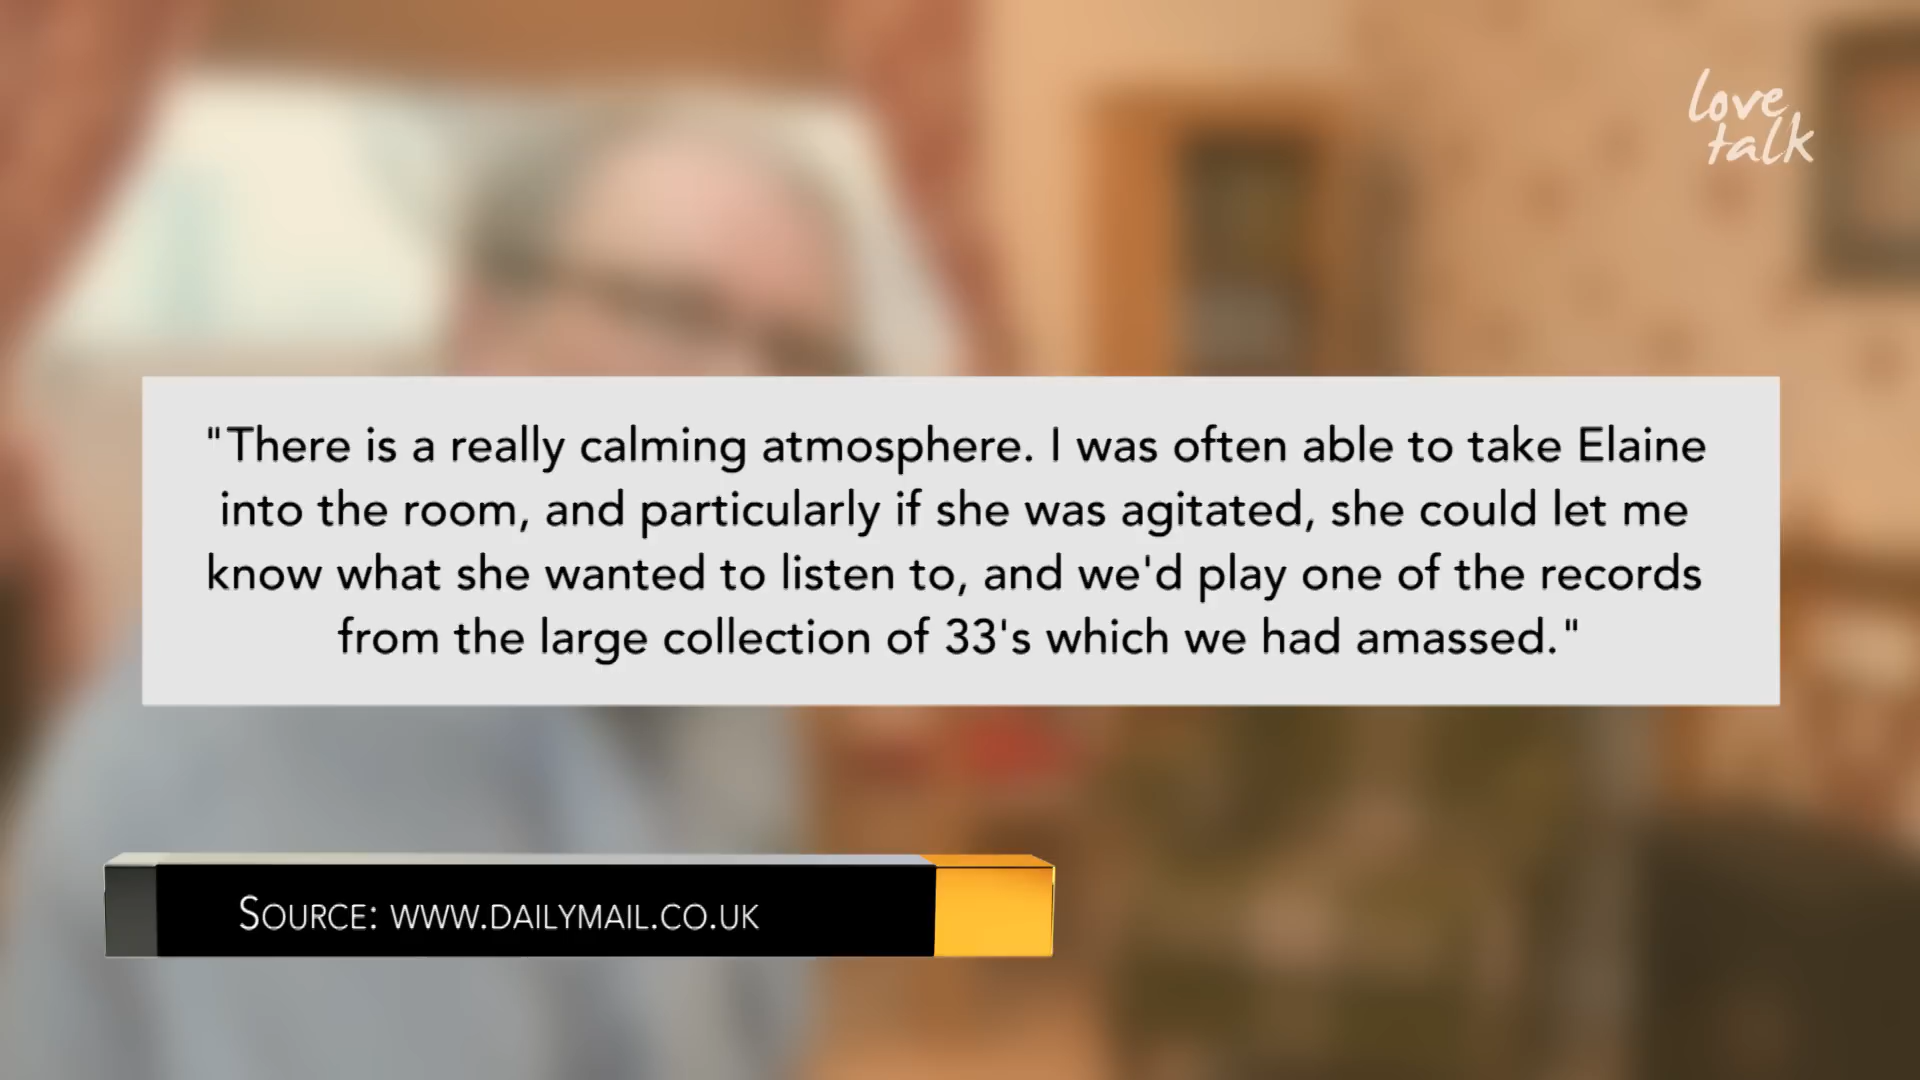 love
talk
"There is a really calming atmosphere. I was often able to take Elaine
into the room, and particularly if she was agitated, she could let me
know what she wanted to listen to, and we'd play one of the records
from the large collection of 33's which we had amassed."
SOURCE: WWW.DAILYMAIL.CO.UK